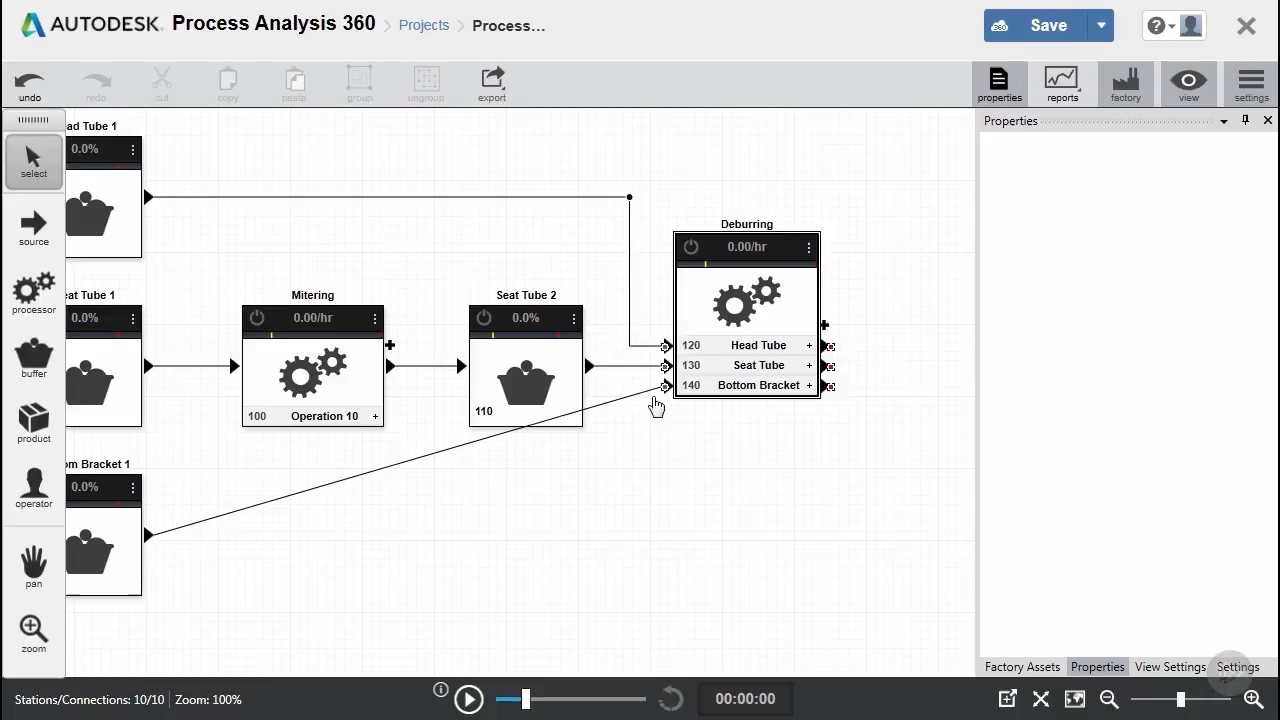 AUTODESK. Process Analysis 360 Projects Process...
Save
undo redo cut copy paste group ungroup export
properties reports factory view settings
Properties
select
source
processor
buffer
product
operator
pan
zoom
ad Tube 1
0.0%
eat Tube 1
0.0%
om Bracket 1
0.0%
Mitering
0.00/hr
100 Operation 10 +
Seat Tube 2
0.0%
110
Deburring
0.00/hr
120 Head Tube +
130 Seat Tube +
140 Bottom Bracket +
Factory Assets Properties View Settings Settings
Stations/Connections: 10/10 Zoom: 100%
00:00:00